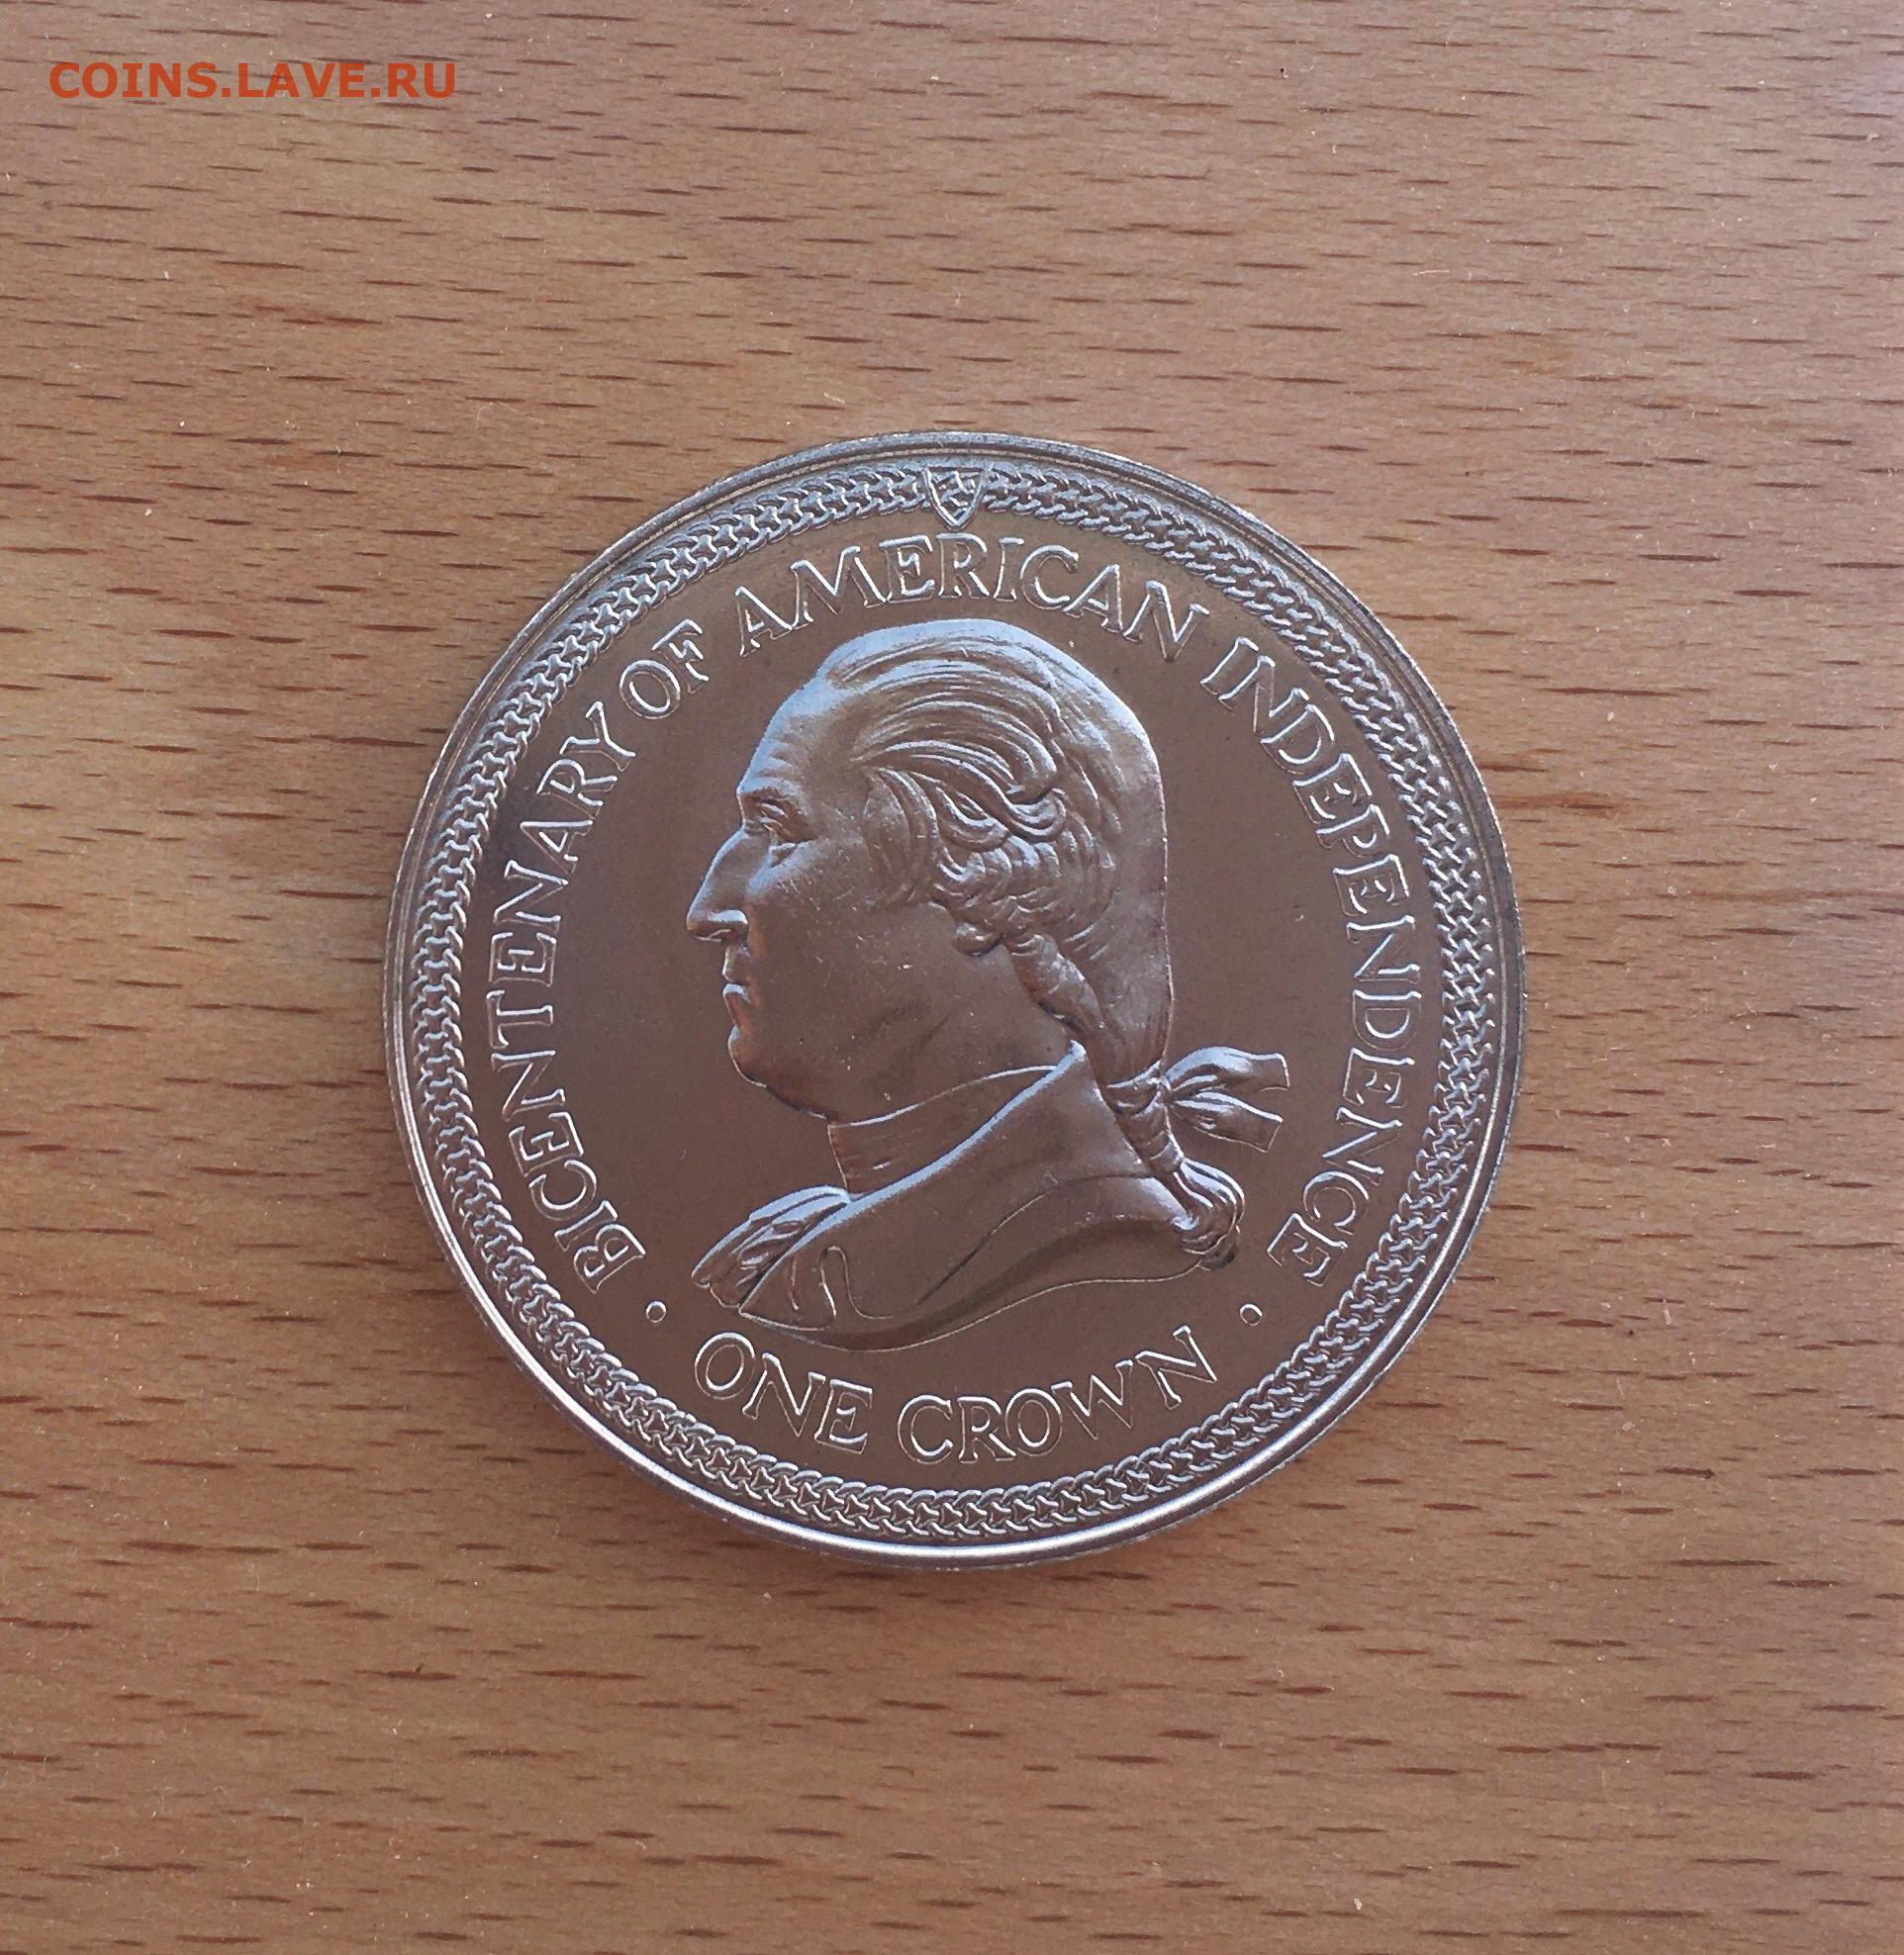 COINS.LAVE.RU
BICENTENARY OF AMERICAN INDEPENDENCE
· ONE CROWN ·